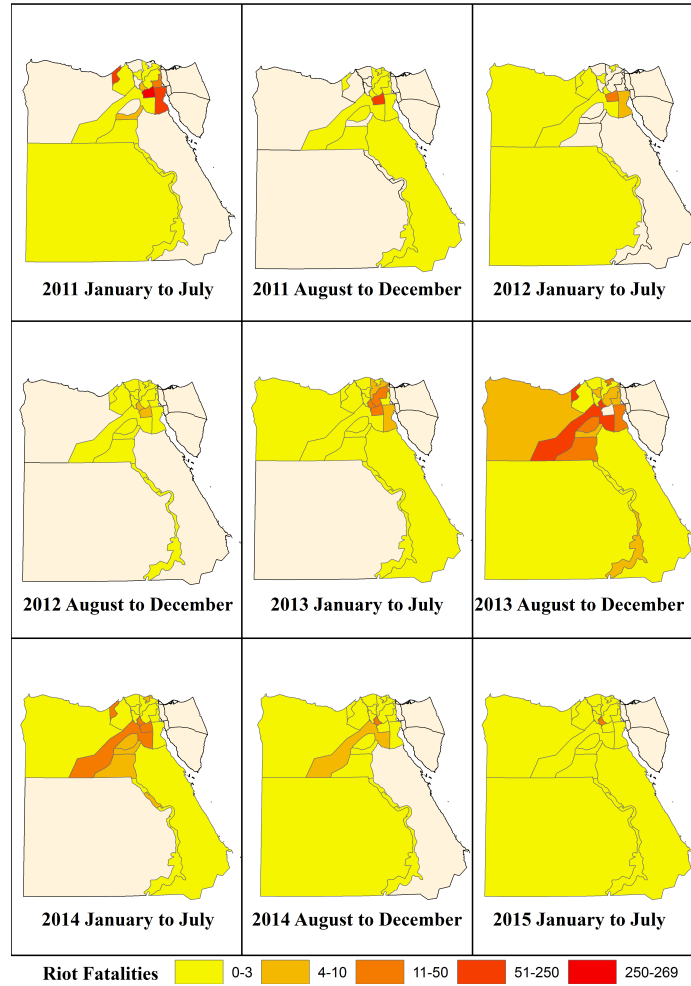 2011 January to July
2011 August to December
2012 January to July
2012 August to December
2013 January to July
2013 August to December
2014 January to July
2014 August to December
2015 January to July
Riot Fatalities 0-3 4-10 11-50 51-250 250-269